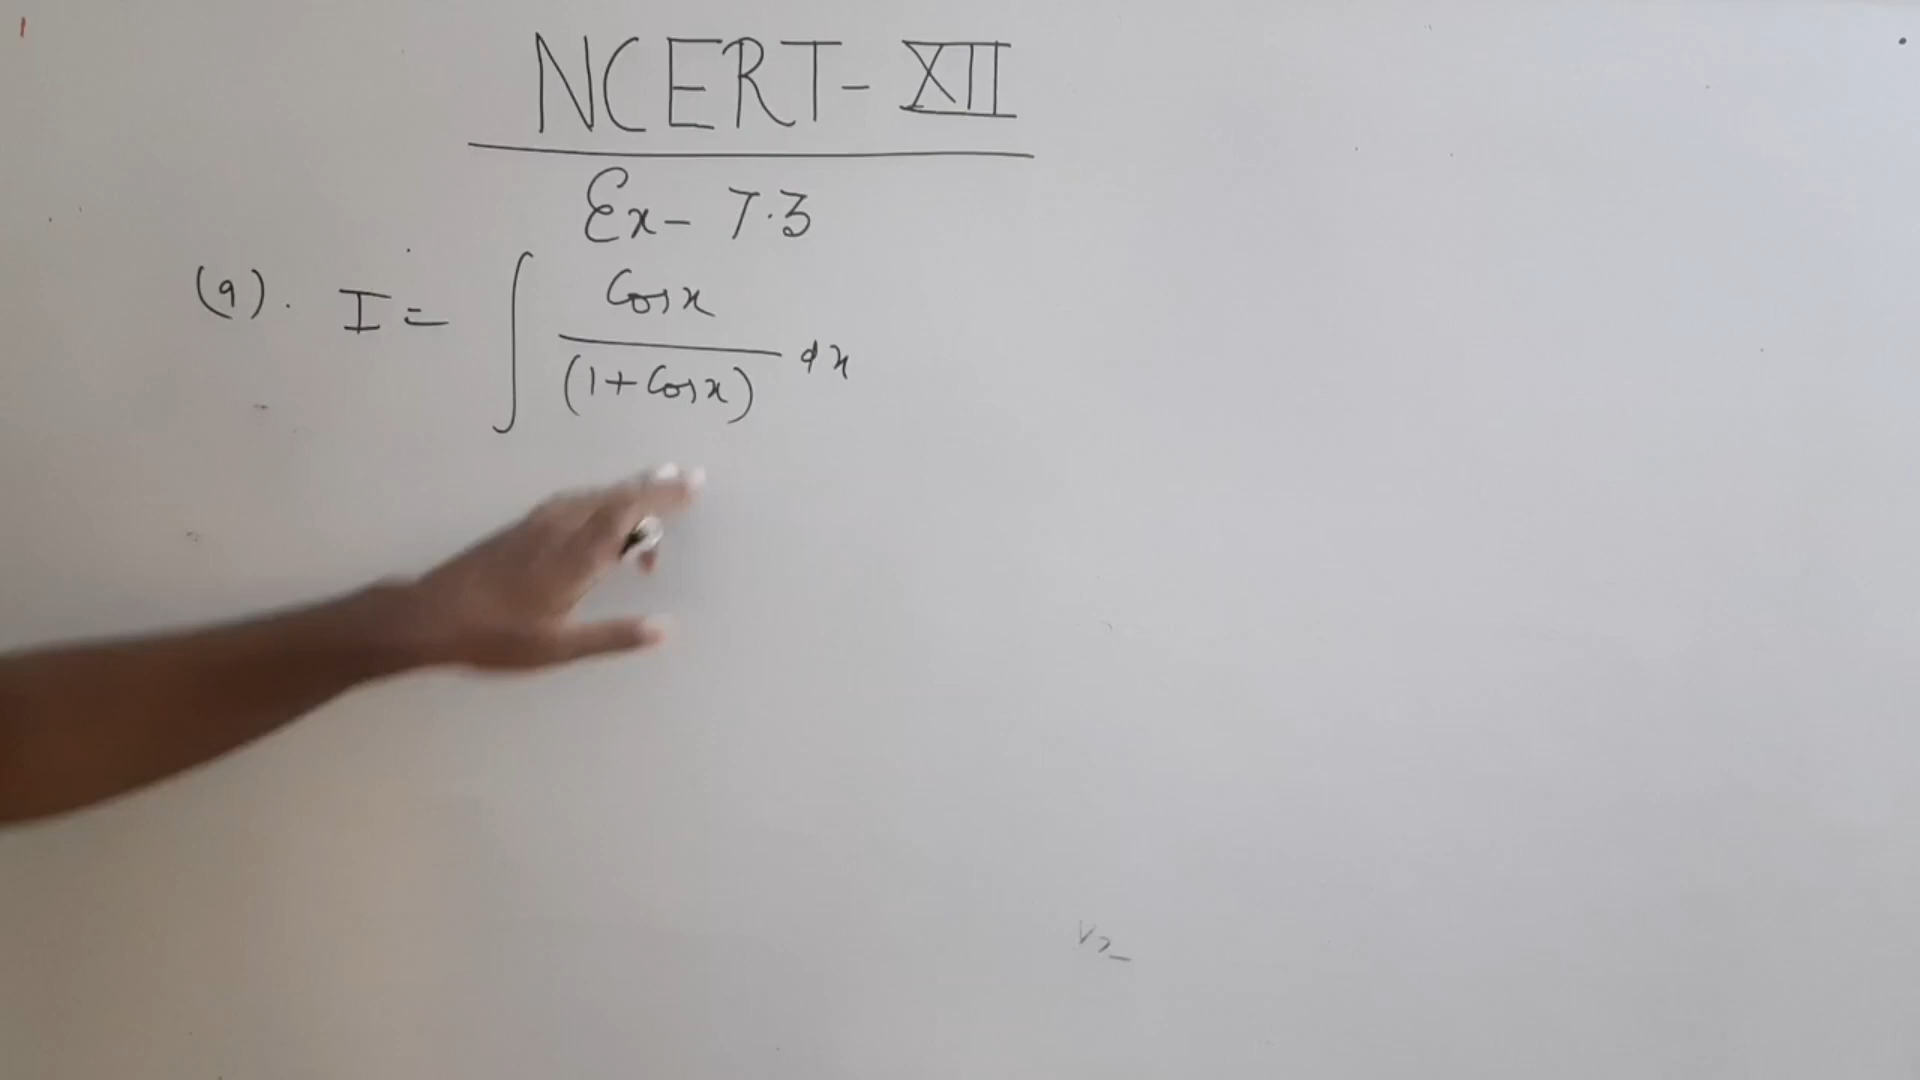 NCERT - XII
Ex - 7.3
(9). I = ∫ Cosx / (1 + Cosx) dx